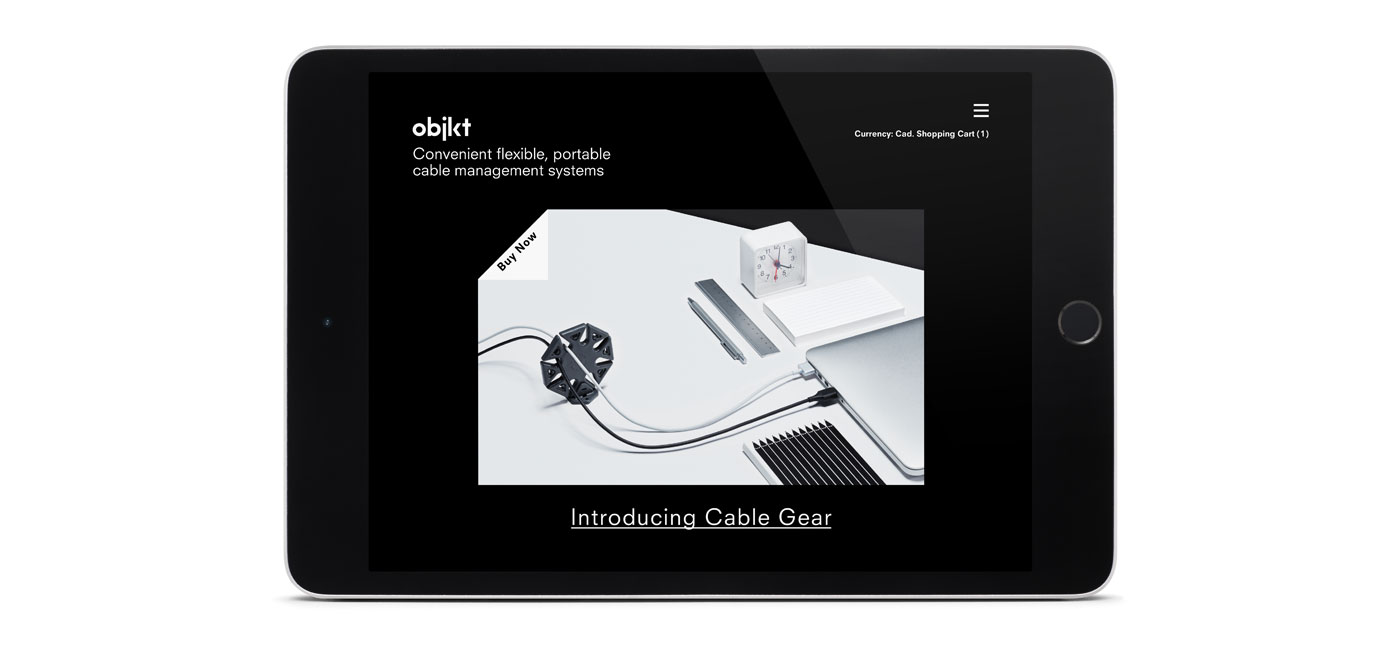 objkt
Convenient flexible, portable
cable management systems
Currency: Cad. Shopping Cart (1)
Buy Now
Introducing Cable Gear